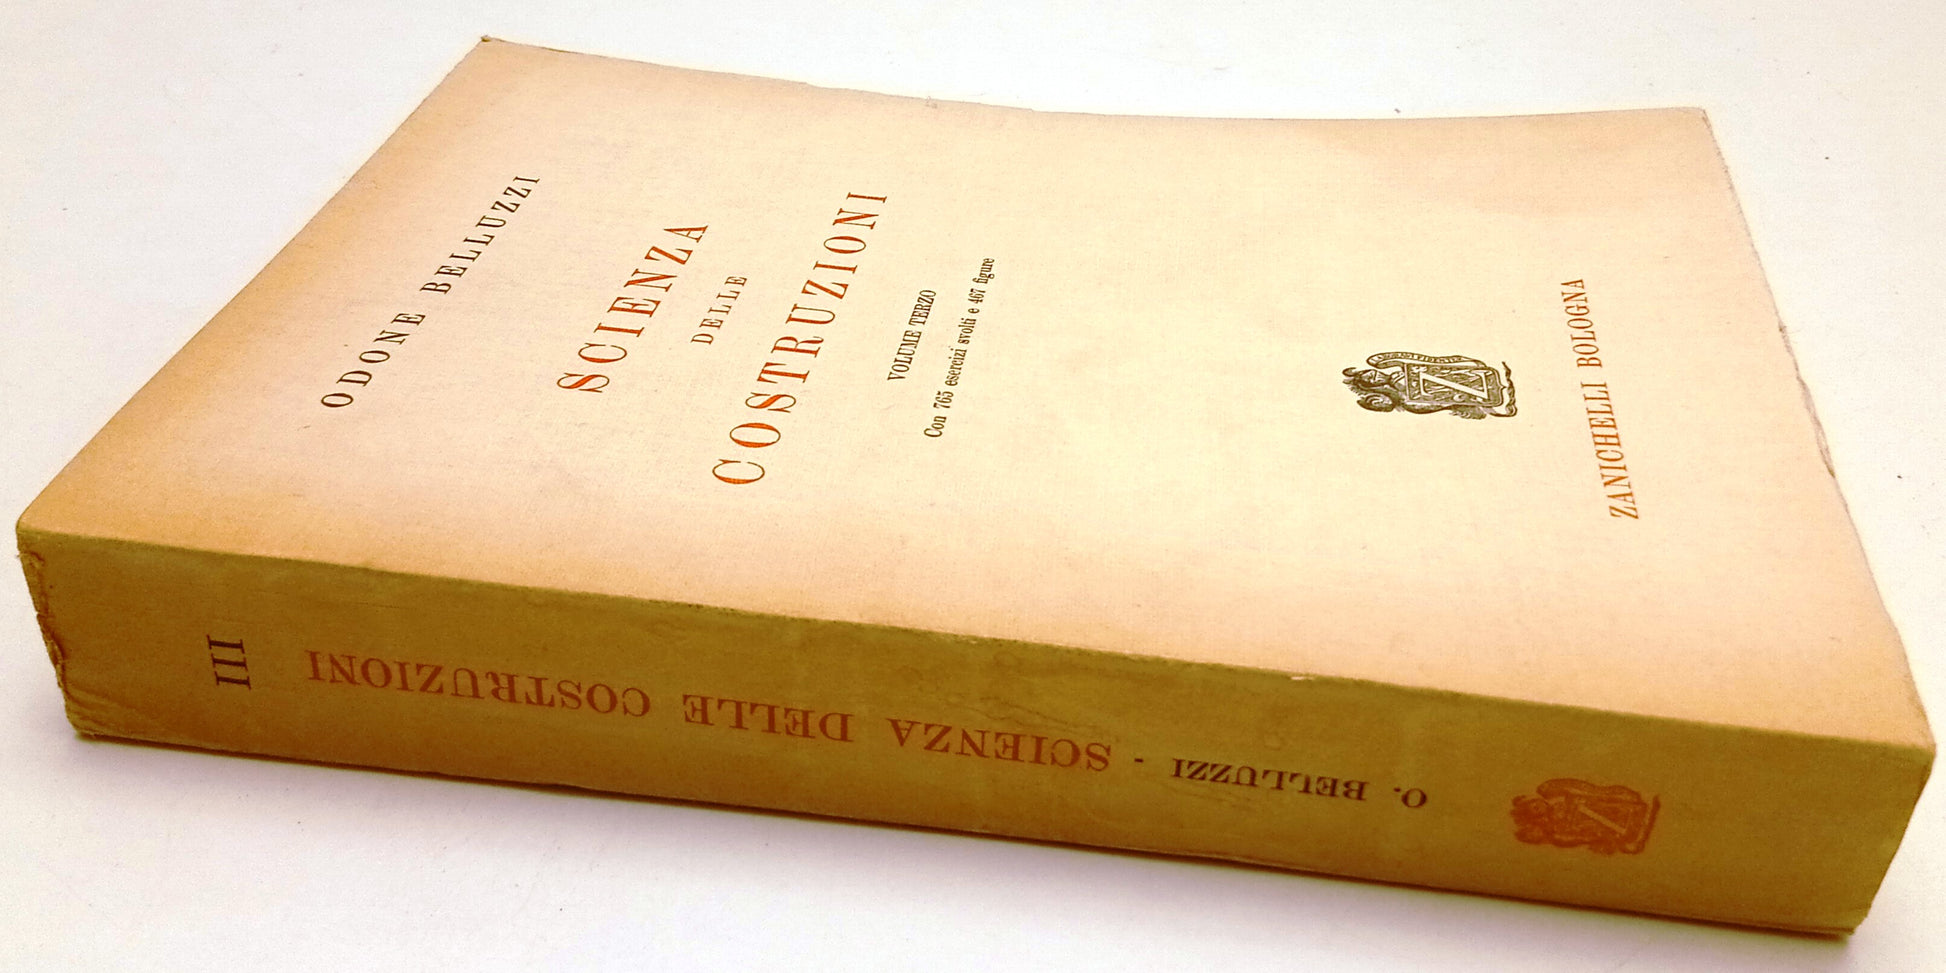 ODONE BELLUZZI
SCIENZA
DELLE
COSTRUZIONI
VOLUME TERZO
Con 765 esercizi svolti e 467 figure
Z
ZANICHELLI BOLOGNA
O. BELLUZZI - SCIENZA DELLE COSTRUZIONI
III
Z